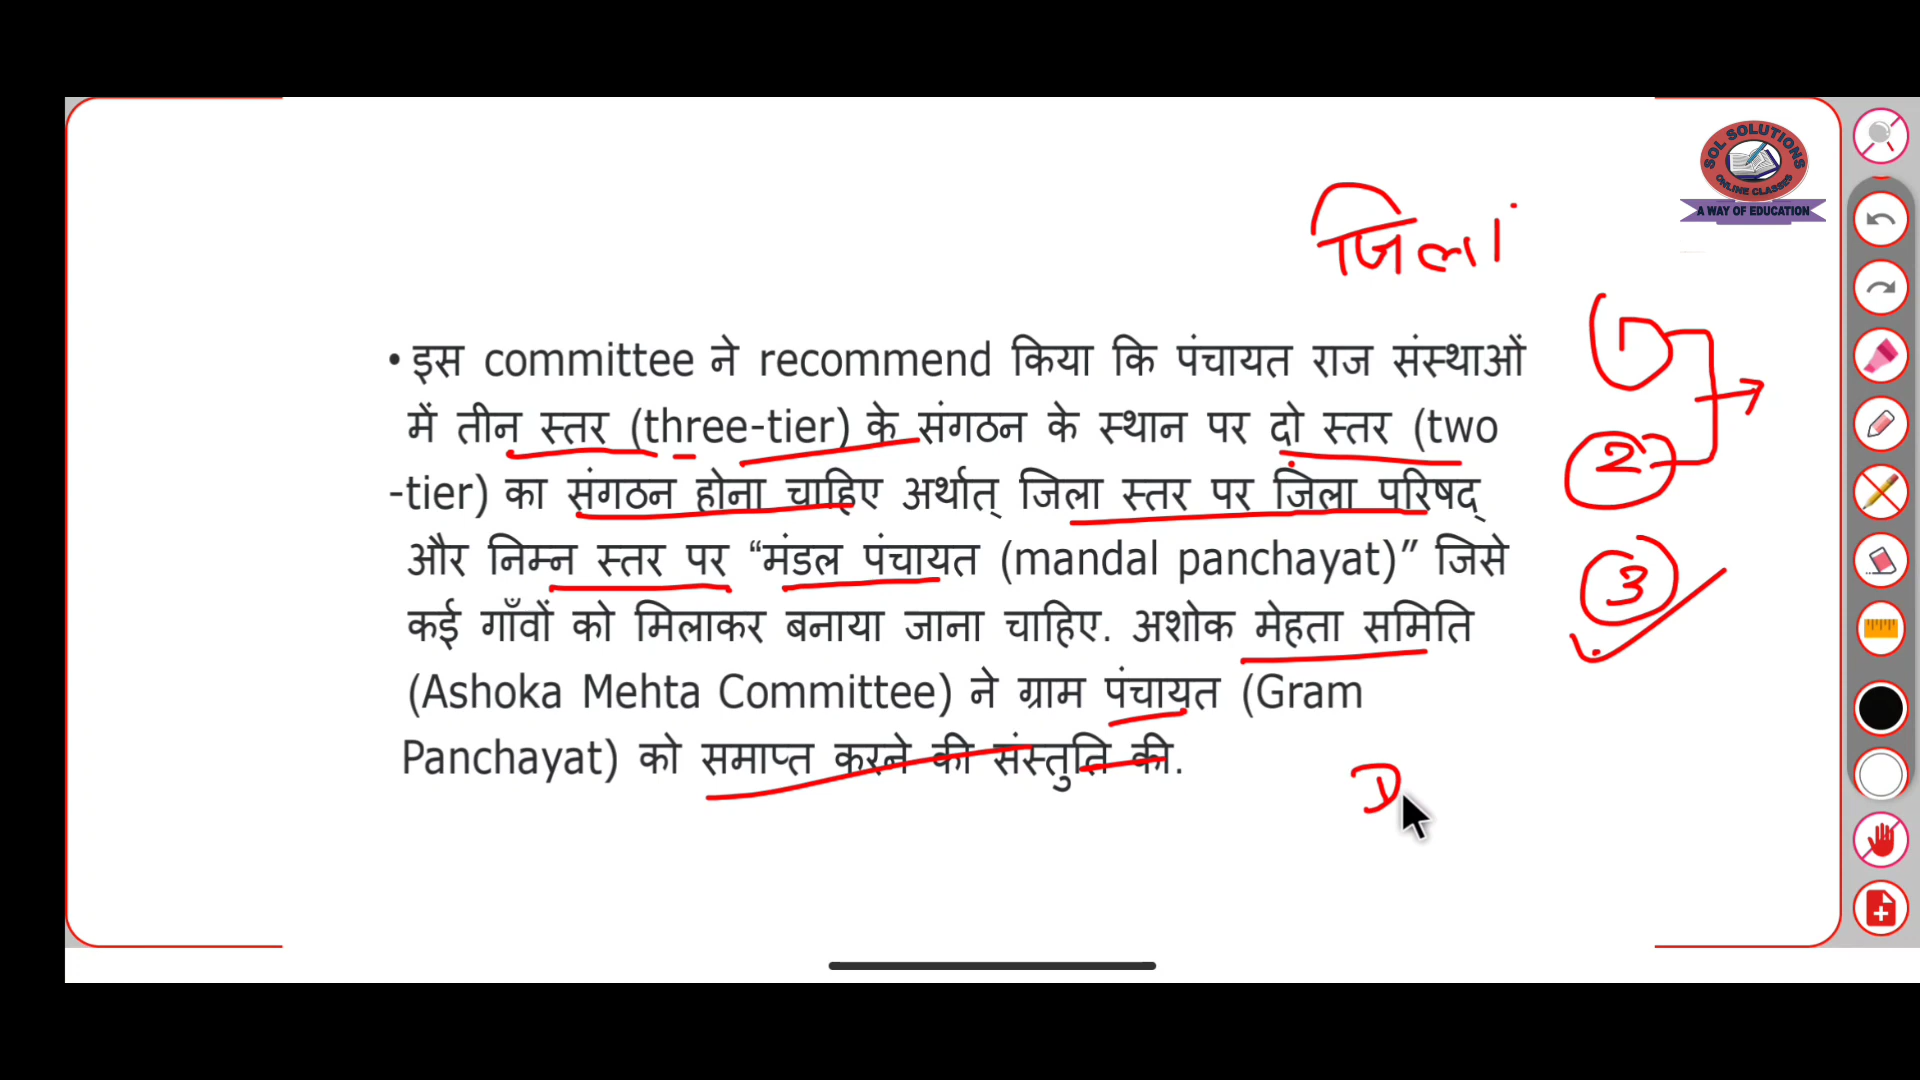 SOL SOLUTIONS
ONLINE CLASSES
A WAY OF EDUCATION
जिला
• इस committee ने recommend किया कि पंचायत राज संस्थाओं
में तीन स्तर (three-tier) के संगठन के स्थान पर दो स्तर (two
-tier) का संगठन होना चाहिए अर्थात् जिला स्तर पर जिला परिषद्
और निम्न स्तर पर “मंडल पंचायत (mandal panchayat)” जिसे
कई गाँवों को मिलाकर बनाया जाना चाहिए. अशोक मेहता समिति
(Ashoka Mehta Committee) ने ग्राम पंचायत (Gram
Panchayat) को समाप्त करने की संस्तुति की.
1
2
3
D